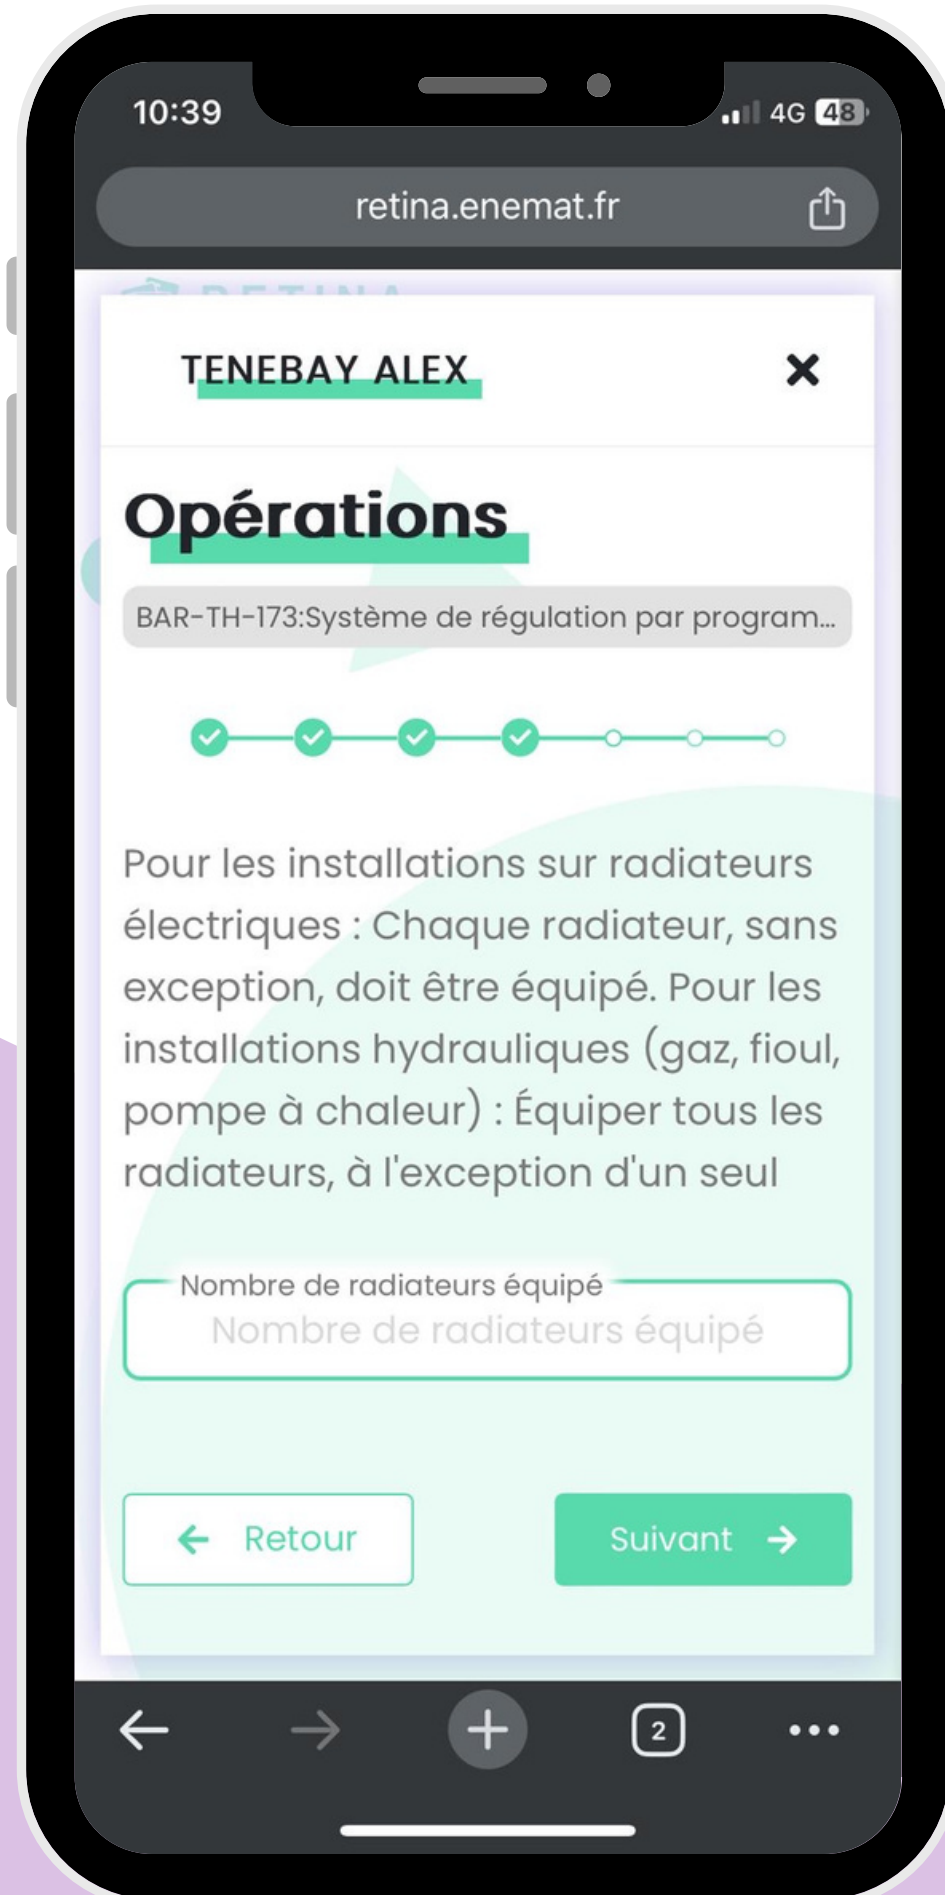 10:39
4G 48
retina.enemat.fr
RETINA
TENEBAY ALEX
Opérations
BAR-TH-173:Système de régulation par program...
Pour les installations sur radiateurs
électriques : Chaque radiateur, sans
exception, doit être équipé. Pour les
installations hydrauliques (gaz, fioul,
pompe à chaleur) : Équiper tous les
radiateurs, à l'exception d'un seul
Nombre de radiateurs équipé
Nombre de radiateurs équipé
Retour
Suivant
2